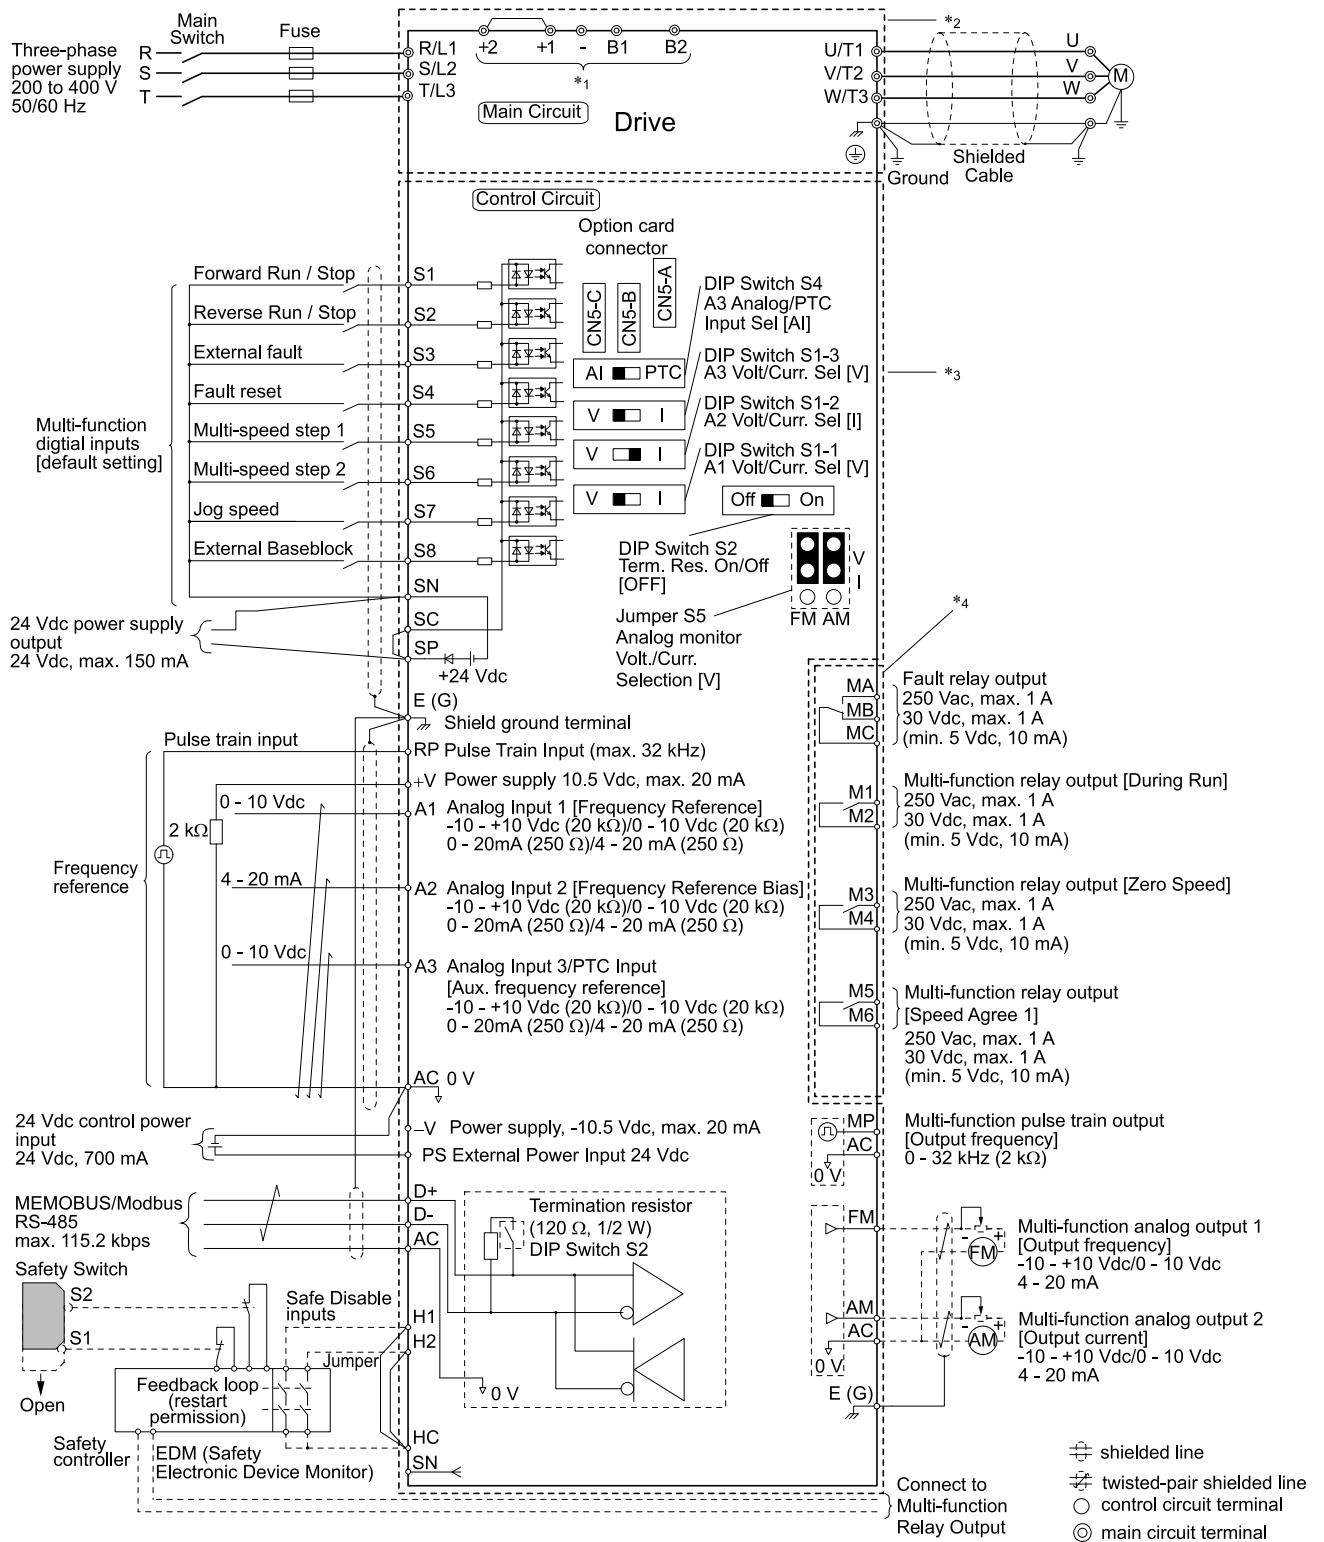 Main
Switch
Fuse
Three-phase
power supply
200 to 400 V
50/60 Hz
R
S
T
R/L1
S/L2
T/L3
+2
+1
-
B1
B2
*1
Main Circuit
Drive
U/T1
V/T2
W/T3
*2
U
V
W
M
Ground
Shielded
Cable
Control Circuit
Option card
connector
CN5-C
CN5-B
CN5-A
DIP Switch S4
A3 Analog/PTC
Input Sel [AI]
AI
PTC
DIP Switch S1-3
A3 Volt/Curr. Sel [V]
V
I
DIP Switch S1-2
A2 Volt/Curr. Sel [I]
V
I
DIP Switch S1-1
A1 Volt/Curr. Sel [V]
V
I
*3
Off
On
DIP Switch S2
Term. Res. On/Off
[OFF]
V
I
FM AM
Jumper S5
Analog monitor
Volt./Curr.
Selection [V]
*4
Multi-function
digtial inputs
[default setting]
Forward Run / Stop
S1
Reverse Run / Stop
S2
External fault
S3
Fault reset
S4
Multi-speed step 1
S5
Multi-speed step 2
S6
Jog speed
S7
External Baseblock
S8
SN
SC
SP
+24 Vdc
24 Vdc power supply
output
24 Vdc, max. 150 mA
E (G)
Shield ground terminal
Pulse train input
RP Pulse Train Input (max. 32 kHz)
+V Power supply 10.5 Vdc, max. 20 mA
0 - 10 Vdc
A1 Analog Input 1 [Frequency Reference]
-10 - +10 Vdc (20 kΩ)/0 - 10 Vdc (20 kΩ)
0 - 20mA (250 Ω)/4 - 20 mA (250 Ω)
2 kΩ
Frequency
reference
4 - 20 mA
A2 Analog Input 2 [Frequency Reference Bias]
-10 - +10 Vdc (20 kΩ)/0 - 10 Vdc (20 kΩ)
0 - 20mA (250 Ω)/4 - 20 mA (250 Ω)
0 - 10 Vdc
A3 Analog Input 3/PTC Input
[Aux. frequency reference]
-10 - +10 Vdc (20 kΩ)/0 - 10 Vdc (20 kΩ)
0 - 20mA (250 Ω)/4 - 20 mA (250 Ω)
AC 0 V
24 Vdc control power
input
24 Vdc, 700 mA
–V Power supply, -10.5 Vdc, max. 20 mA
PS External Power Input 24 Vdc
MEMOBUS/Modbus
RS-485
max. 115.2 kbps
D+
D-
AC
Termination resistor
(120 Ω, 1/2 W)
DIP Switch S2
0 V
Safety Switch
S2
S1
Open
Safe Disable
inputs
H1
H2
Jumper
Feedback loop
(restart
permission)
HC
SN
Safety
controller
EDM (Safety
Electronic Device Monitor)
MA
MB
MC
Fault relay output
250 Vac, max. 1 A
30 Vdc, max. 1 A
(min. 5 Vdc, 10 mA)
M1
M2
Multi-function relay output [During Run]
250 Vac, max. 1 A
30 Vdc, max. 1 A
(min. 5 Vdc, 10 mA)
M3
M4
Multi-function relay output [Zero Speed]
250 Vac, max. 1 A
30 Vdc, max. 1 A
(min. 5 Vdc, 10 mA)
M5
M6
Multi-function relay output
[Speed Agree 1]
250 Vac, max. 1 A
30 Vdc, max. 1 A
(min. 5 Vdc, 10 mA)
MP
AC
0 V
Multi-function pulse train output
[Output frequency]
0 - 32 kHz (2 kΩ)
FM
- +
FM
Multi-function analog output 1
[Output frequency]
-10 - +10 Vdc/0 - 10 Vdc
4 - 20 mA
AM
AC
0 V
- +
AM
Multi-function analog output 2
[Output current]
-10 - +10 Vdc/0 - 10 Vdc
4 - 20 mA
E (G)
Connect to
Multi-function
Relay Output
shielded line
twisted-pair shielded line
control circuit terminal
main circuit terminal